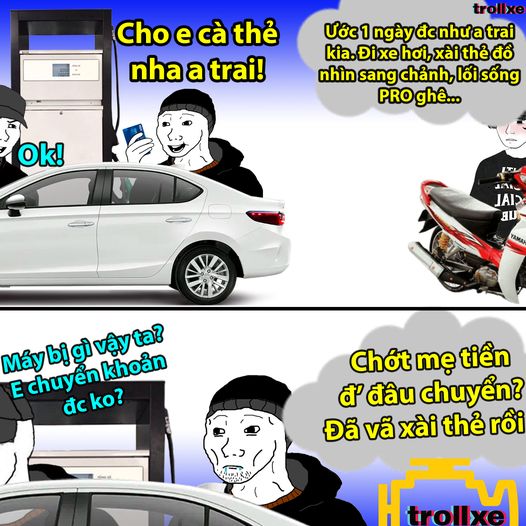 trollxe
Cho e cà thẻ
nha a trai!
Ước 1 ngày đc như a trai
kia. Đi xe hơi, xài thẻ đồ
nhìn sang chảnh, lối sống
PRO ghê...
Ok!
Máy bị gì vậy ta?
E chuyển khoản
đc ko?
Chớt mẹ tiền
đ' đâu chuyển?
Đã vã xài thẻ rồi
trollxe